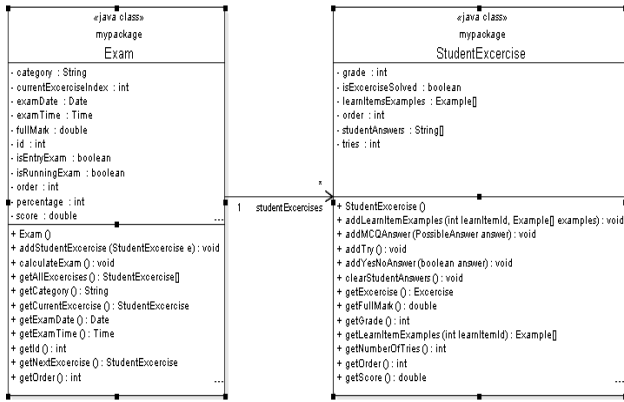 «java class»
mypackage
Exam
- category : String
- currentExcerciseIndex : int
- examDate : Date
- examTime : Time
- fullMark : double
- id : int
- isEntryExam : boolean
- isRunningExam : boolean
- order : int
- percentage : int
- score : double
...
+ Exam ()
+ addStudentExcercise (StudentExcercise e) : void
+ calculateExam () : void
+ getAllExcercises () : StudentExcercise[]
+ getCategory () : String
+ getCurrentExcercise () : StudentExcercise
+ getExamDate () : Date
+ getExamTime () : Time
+ getId () : int
+ getNextExcercise () : StudentExcercise
+ getOrder () : int
...
1 studentExcercises
*
«java class»
mypackage
StudentExcercise
- grade : int
- isExcerciseSolved : boolean
- learnItemsExamples : Example[]
- order : int
- studentAnswers : String[]
- tries : int
+ StudentExcercise ()
+ addLearnItemExamples (int learnItemId, Example[] examples) : void
+ addMCQAnswer (PossibleAnswer answer) : void
+ addTry () : void
+ addYesNoAnswer (boolean answer) : void
+ clearStudentAnswers () : void
+ getExcercise () : Excercise
+ getFullMark () : double
+ getGrade () : int
+ getLearnItemExamples (int learnItemId) : Example[]
+ getNumberOfTries () : int
+ getOrder () : int
+ getScore () : double
...